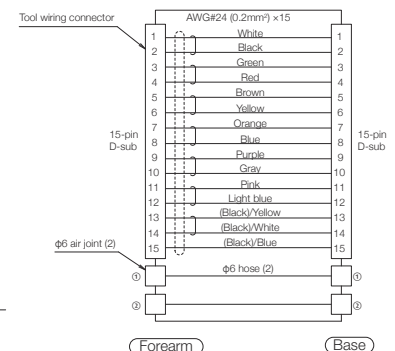 Tool wiring connector
AWG#24 (0.2mm²) ×15
1 White 1
2 Black 2
3 Green 3
4 Red 4
5 Brown 5
6 Yellow 6
7 Orange 7
15-pin D-sub
8 Blue 8
15-pin D-sub
9 Purple 9
10 Gray 10
11 Pink 11
12 Light blue 12
13 (Black)/Yellow 13
14 (Black)/White 14
15 (Black)/Blue 15
φ6 air joint (2)
φ6 hose (2)
① ①
② ②
Forearm Base